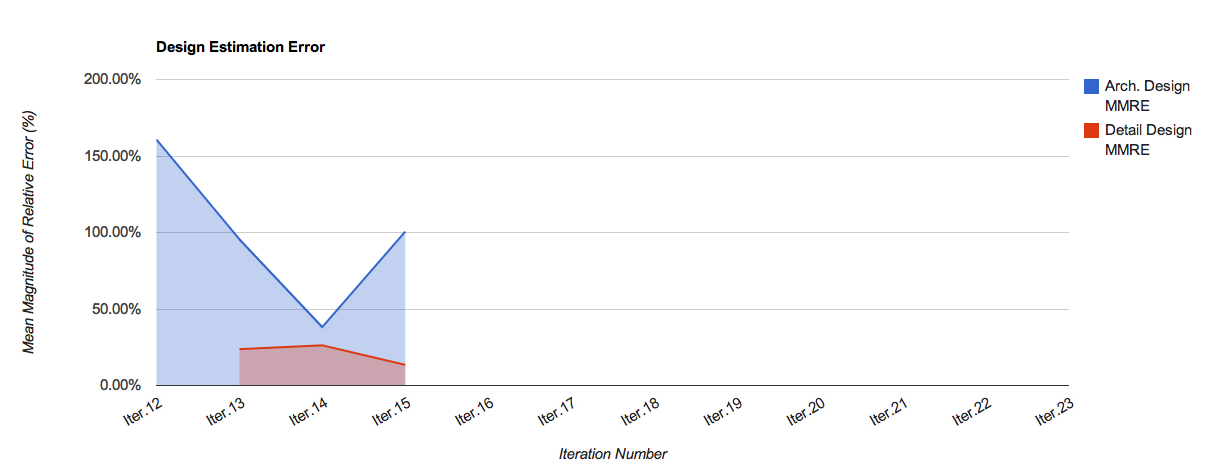 Design Estimation Error
Mean Magnitude of Relative Error (%)
200.00%
150.00%
100.00%
50.00%
0.00%
Iter.12
Iter.13
Iter.14
Iter.15
Iter.16
Iter.17
Iter.18
Iter.19
Iter.20
Iter.21
Iter.22
Iter.23
Iteration Number
Arch. Design
MMRE
Detail Design
MMRE